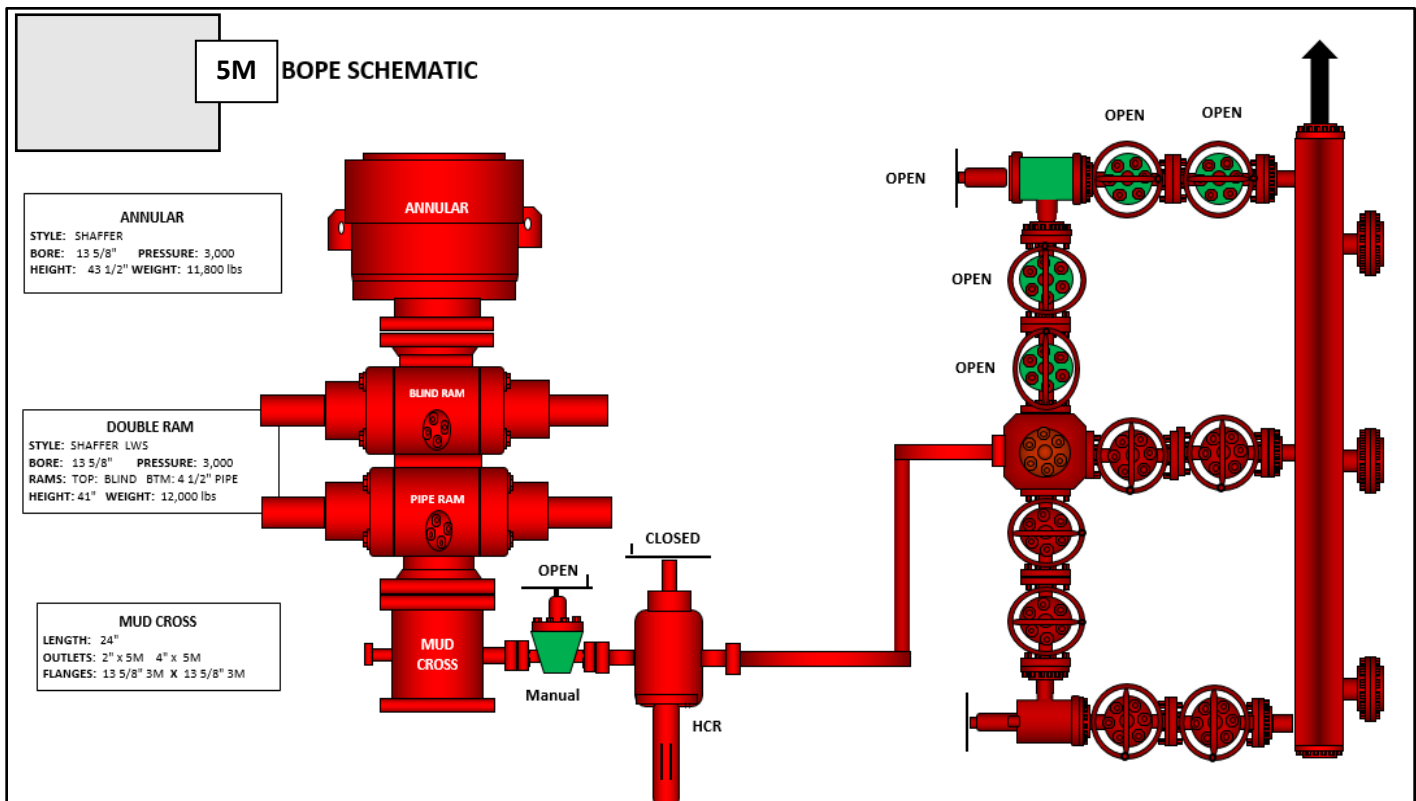 5M BOPE SCHEMATIC
ANNULAR
STYLE: SHAFFER
BORE: 13 5/8" PRESSURE: 3,000
HEIGHT: 43 1/2" WEIGHT: 11,800 lbs
DOUBLE RAM
STYLE: SHAFFER LWS
BORE: 13 5/8" PRESSURE: 3,000
RAMS: TOP: BLIND BTM: 4 1/2" PIPE
HEIGHT: 41" WEIGHT: 12,000 lbs
MUD CROSS
LENGTH: 24"
OUTLETS: 2" x 5M 4" x 5M
FLANGES: 13 5/8" 3M X 13 5/8" 3M
ANNULAR
BLIND RAM
PIPE RAM
MUD
CROSS
OPEN
Manual
CLOSED
HCR
OPEN OPEN
OPEN
OPEN
OPEN